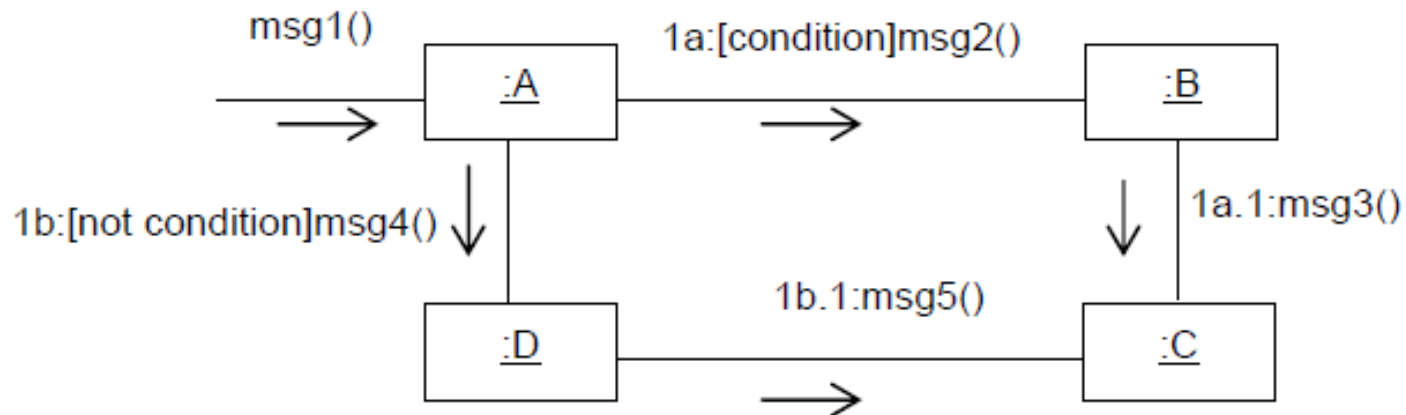 msg1()
1a:[condition]msg2()
:A
:B
1b:[not condition]msg4()
1a.1:msg3()
1b.1:msg5()
:D
:C